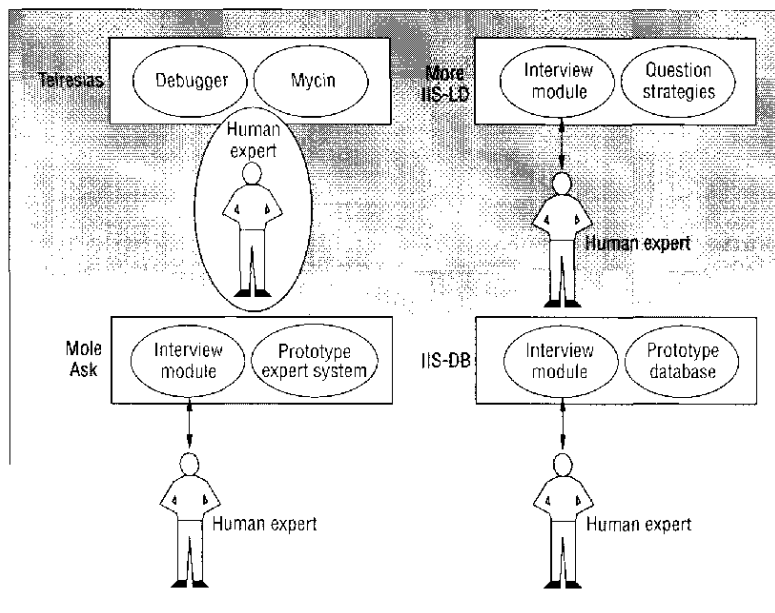 Teiresias
Debugger
Mycin
Human
expert
More
IIS-LD
Interview
module
Question
strategies
Human expert
Mole
Ask
Interview
module
Prototype
expert system
Human expert
IIS-DB
Interview
module
Prototype
database
Human expert